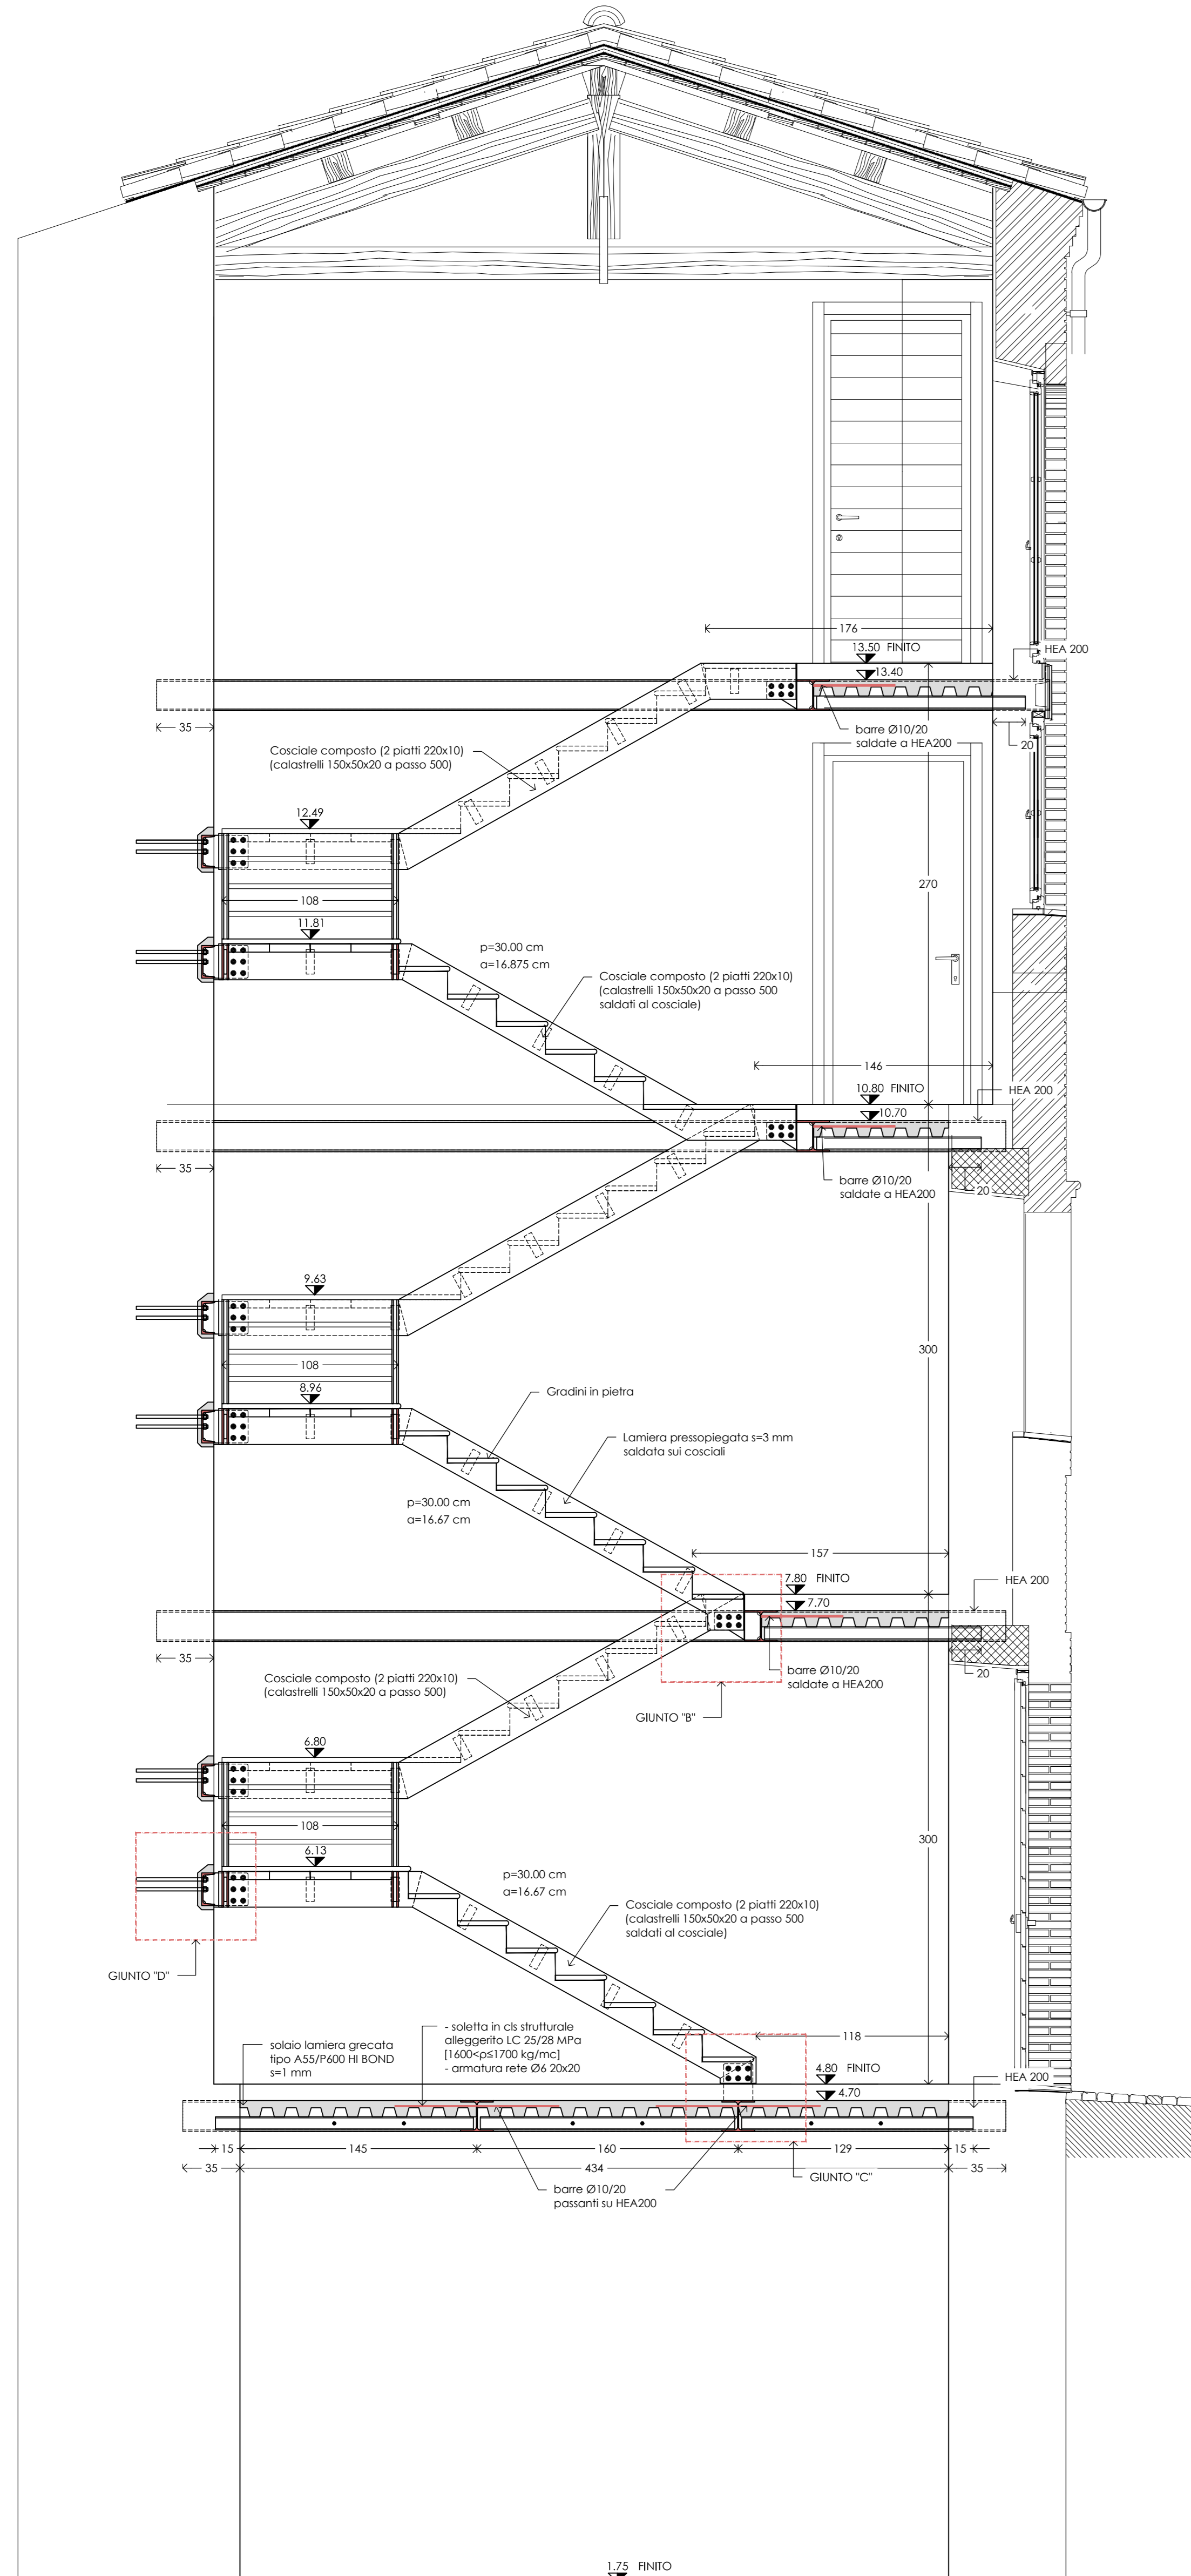 176
13.50 FINITO
HEA 200
13.40
35
barre Ø10/20
saldate a HEA200
20
Cosciale composto (2 piatti 220x10)
(calastrelli 150x50x20 a passo 500)
12.49
270
108
11.81
p=30.00 cm
a=16.875 cm
Cosciale composto (2 piatti 220x10)
(calastrelli 150x50x20 a passo 500
saldati al cosciale)
146
10.80 FINITO
HEA 200
10.70
35
barre Ø10/20
saldate a HEA200
20
9.63
300
108
8.96
Gradini in pietra
Lamiera pressopiegata s=3 mm
saldata sui cosciali
p=30.00 cm
a=16.67 cm
157
7.80 FINITO
HEA 200
7.70
35
barre Ø10/20
saldate a HEA200
20
Cosciale composto (2 piatti 220x10)
(calastrelli 150x50x20 a passo 500)
GIUNTO "B"
6.80
108
300
6.13
p=30.00 cm
a=16.67 cm
Cosciale composto (2 piatti 220x10)
(calastrelli 150x50x20 a passo 500
saldati al cosciale)
GIUNTO "D"
solaio lamiera grecata
tipo A55/P600 HI BOND
s=1 mm
- soletta in cls strutturale
alleggerito LC 25/28 MPa
[1600<ρ≤1700 kg/mc]
- armatura rete Ø6 20x20
118
4.80 FINITO
HEA 200
4.70
15
145
160
129
15
35
434
35
GIUNTO "C"
barre Ø10/20
passanti su HEA200
1.75 FINITO